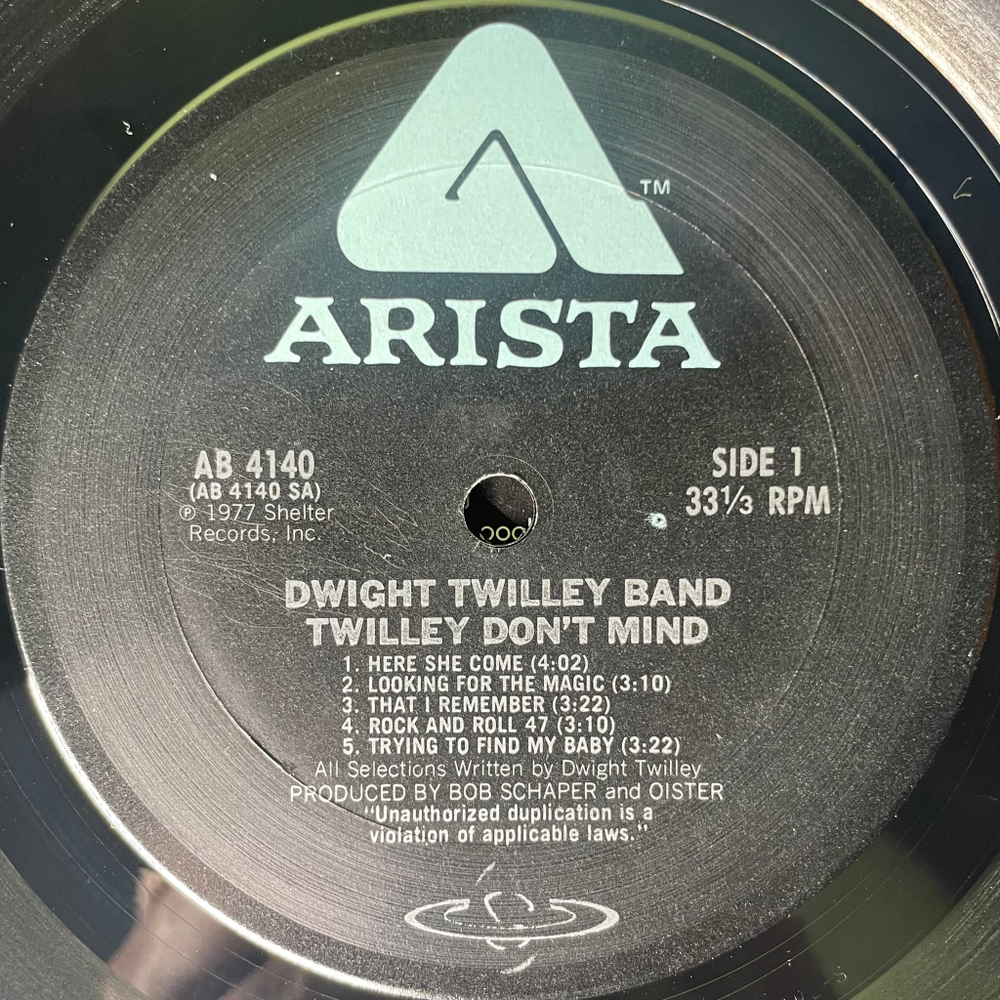 TM
ARISTA
AB 4140
(AB 4140 SA)
℗ 1977 Shelter
Records, Inc.
SIDE 1
33⅓ RPM
DWIGHT TWILLEY BAND
TWILLEY DON'T MIND
1. HERE SHE COME (4:02)
2. LOOKING FOR THE MAGIC (3:10)
3. THAT I REMEMBER (3:22)
4. ROCK AND ROLL 47 (3:10)
5. TRYING TO FIND MY BABY (3:22)
All Selections Written by Dwight Twilley
PRODUCED BY BOB SCHAPER and OISTER
"Unauthorized duplication is a
violation of applicable laws."